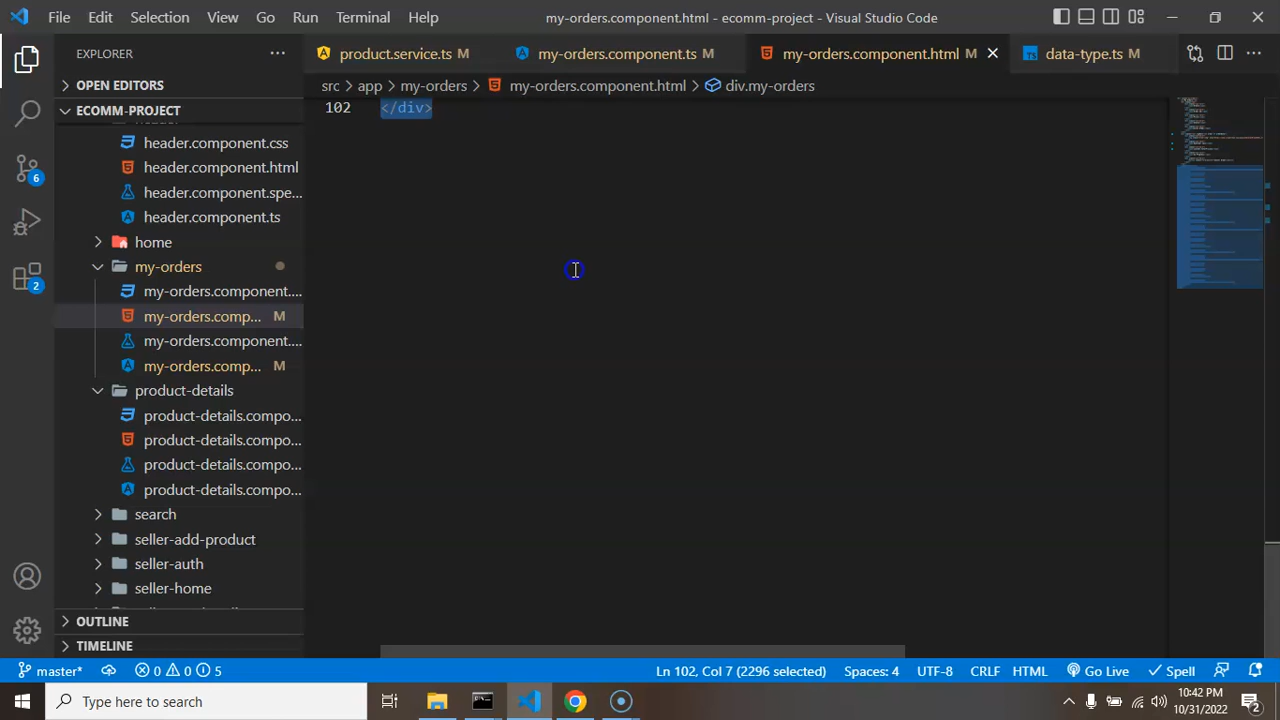 File Edit Selection View Go Run Terminal Help
my-orders.component.html - ecomm-project - Visual Studio Code
EXPLORER
product.service.ts M
my-orders.component.ts M
my-orders.component.html M
data-type.ts M
OPEN EDITORS
src > app > my-orders > my-orders.component.html > div.my-orders
ECOMM-PROJECT
102 </div>
header.component.css
header.component.html
header.component.spe...
header.component.ts
home
my-orders
my-orders.component....
my-orders.comp... M
my-orders.component....
my-orders.comp... M
product-details
product-details.compo...
product-details.compo...
product-details.compo...
product-details.compo...
search
seller-add-product
seller-auth
seller-home
6
2
OUTLINE
TIMELINE
master* 0 0 5
Ln 102, Col 7 (2296 selected) Spaces: 4 UTF-8 CRLF HTML Go Live Spell
Type here to search
10:42 PM
10/31/2022
2